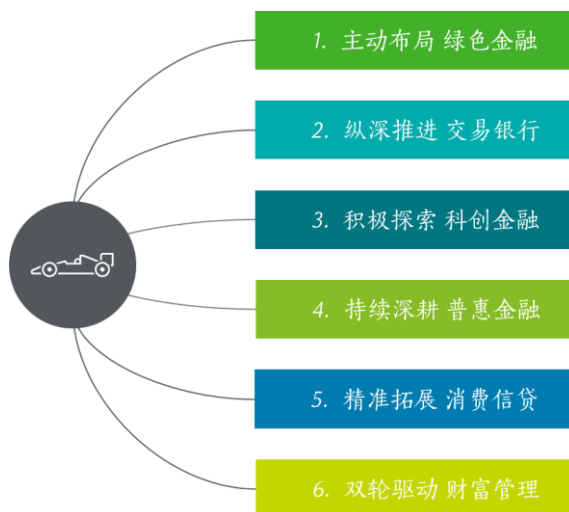 1. 主动布局 绿色金融
2. 纵深推进 交易银行
3. 积极探索 科创金融
4. 持续深耕 普惠金融
5. 精准拓展 消费信贷
6. 双轮驱动 财富管理